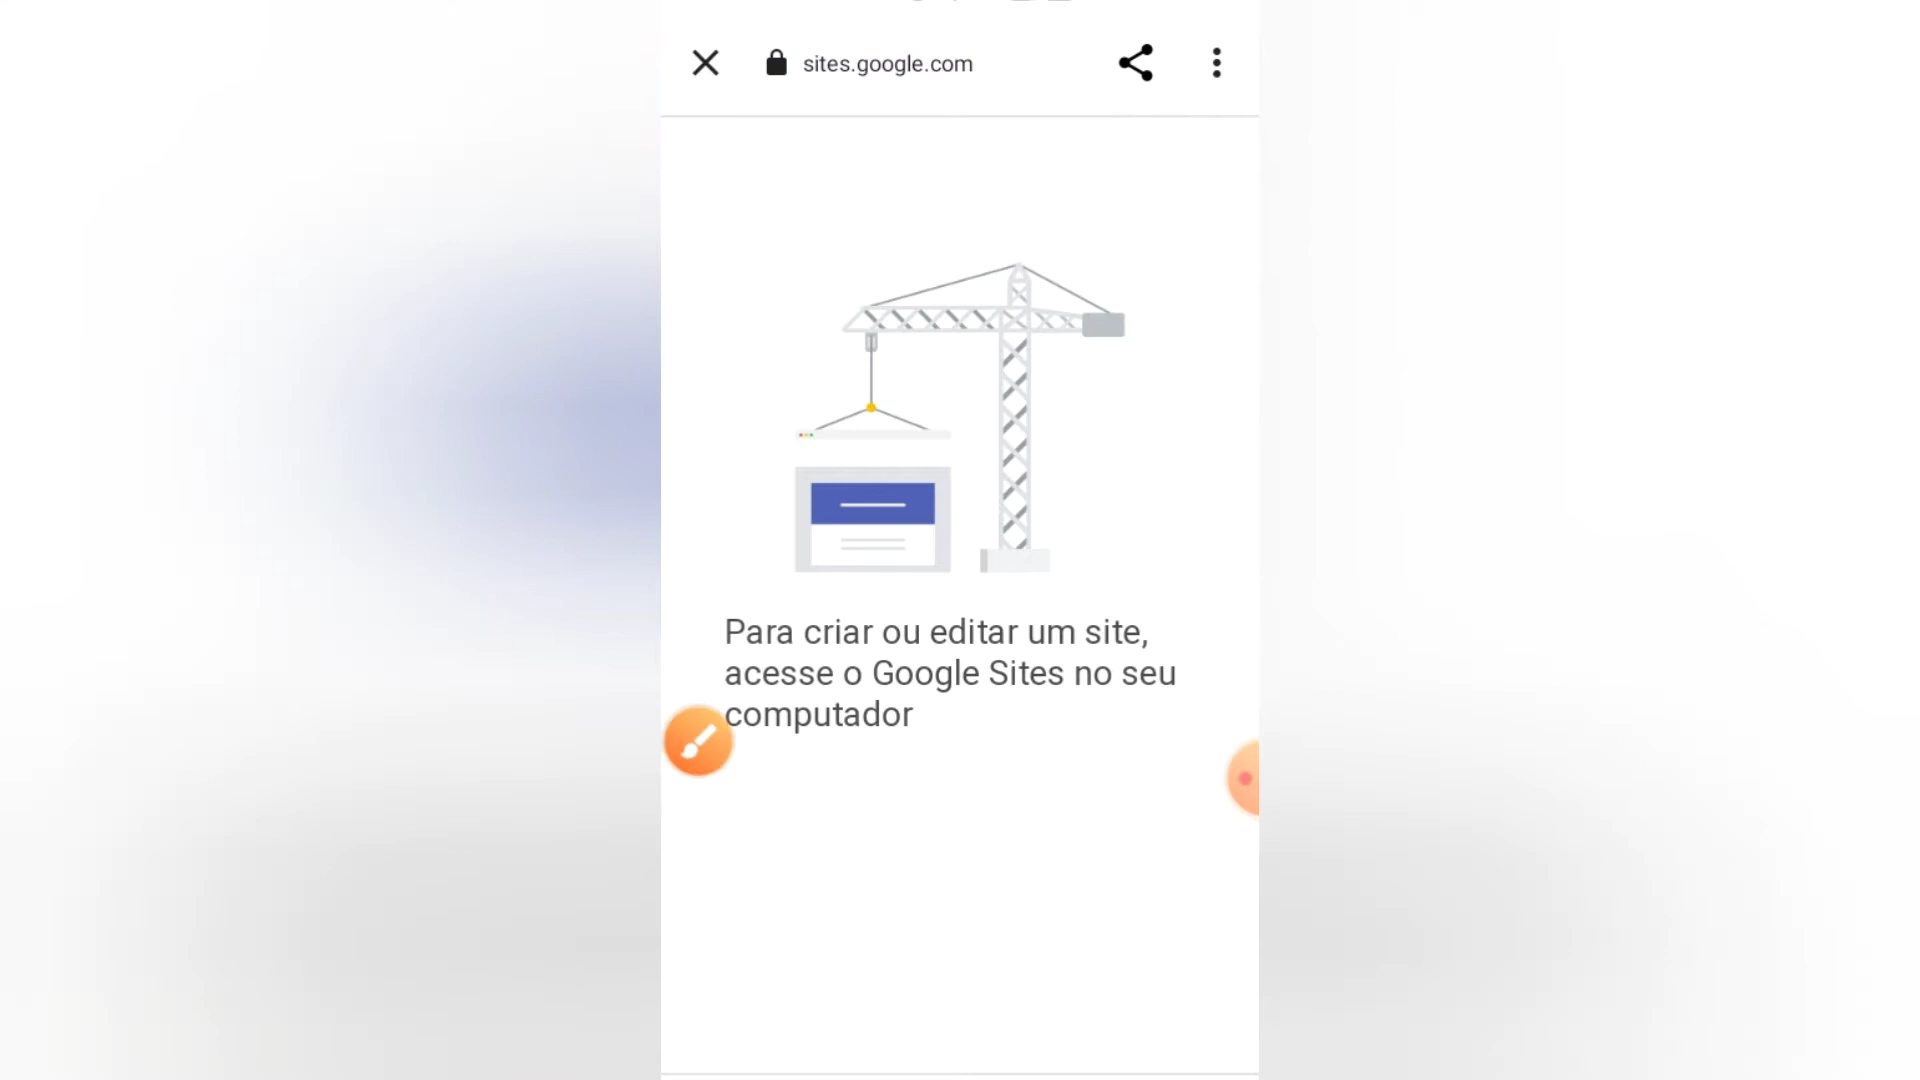 sites.google.com
Para criar ou editar um site,
acesse o Google Sites no seu
computador